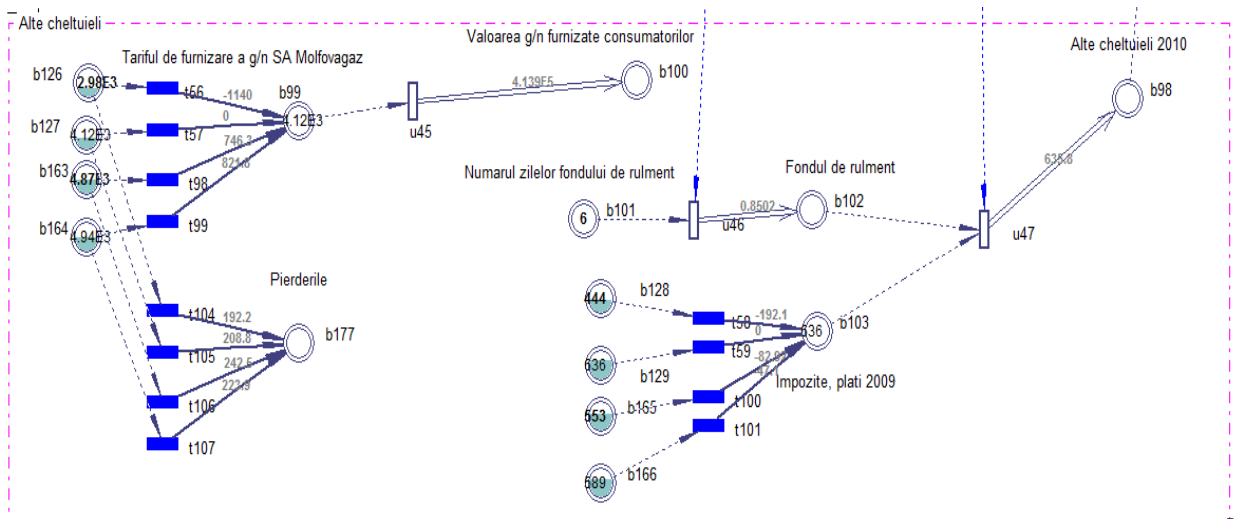 Alte cheltuieli
Valoarea g/n furnizate consumatorilor
Alte cheltuieli 2010
Tariful de furnizare a g/n SA Molfovagaz
b126
2.98E3
t56
-1140
b99
4.12E3
4.139E5
b100
b98
b127
4.12E3
t57
0
u45
746.3
b163
4.87E3
t98
Numarul zilelor fondului de rulment
Fondul de rulment
635.8
b164
4.94E3
t99
6
b101
0.8502
b102
u46
u47
Pierderile
t104
192.2
b177
208.8
t105
242.5
t106
223.9
t107
444
b128
t58
-192.1
0
636
b103
636
b129
t59
Impozite, plati 2009
553
b165
t100
t101
589
b166